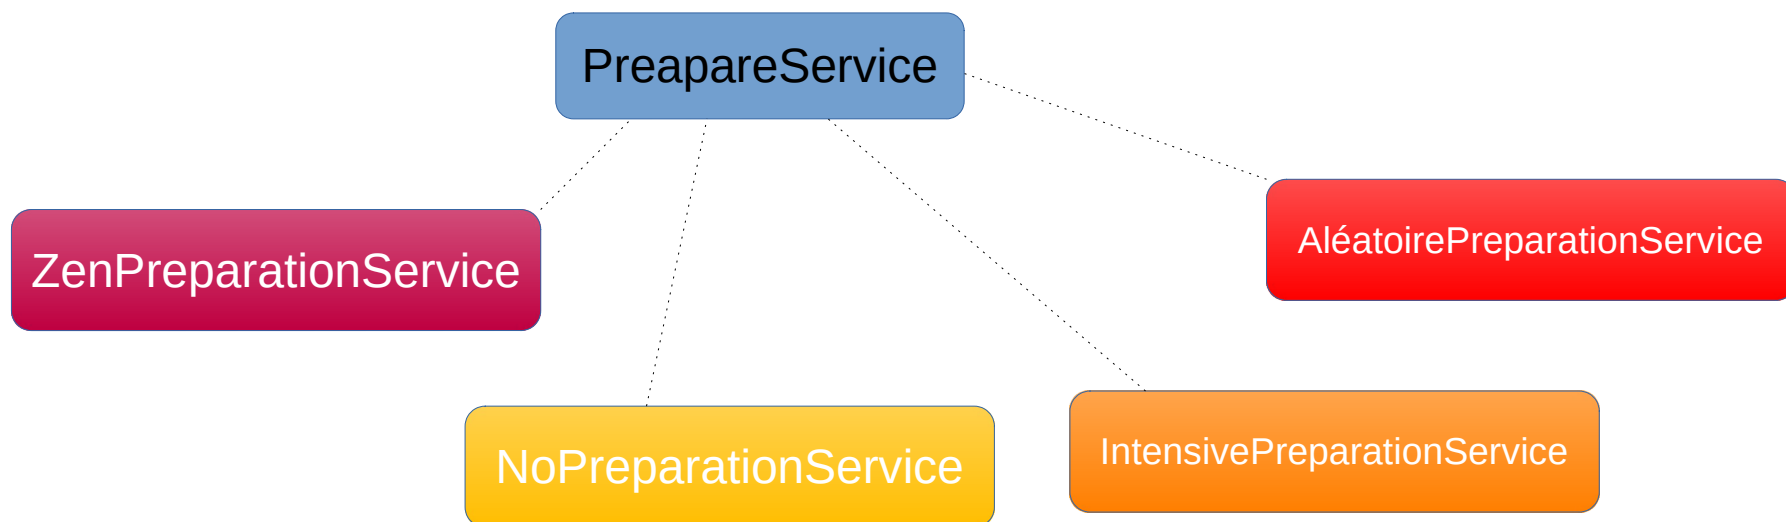 PreapareService
AléatoirePreparationService
ZenPreparationService
IntensivePreparationService
NoPreparationService